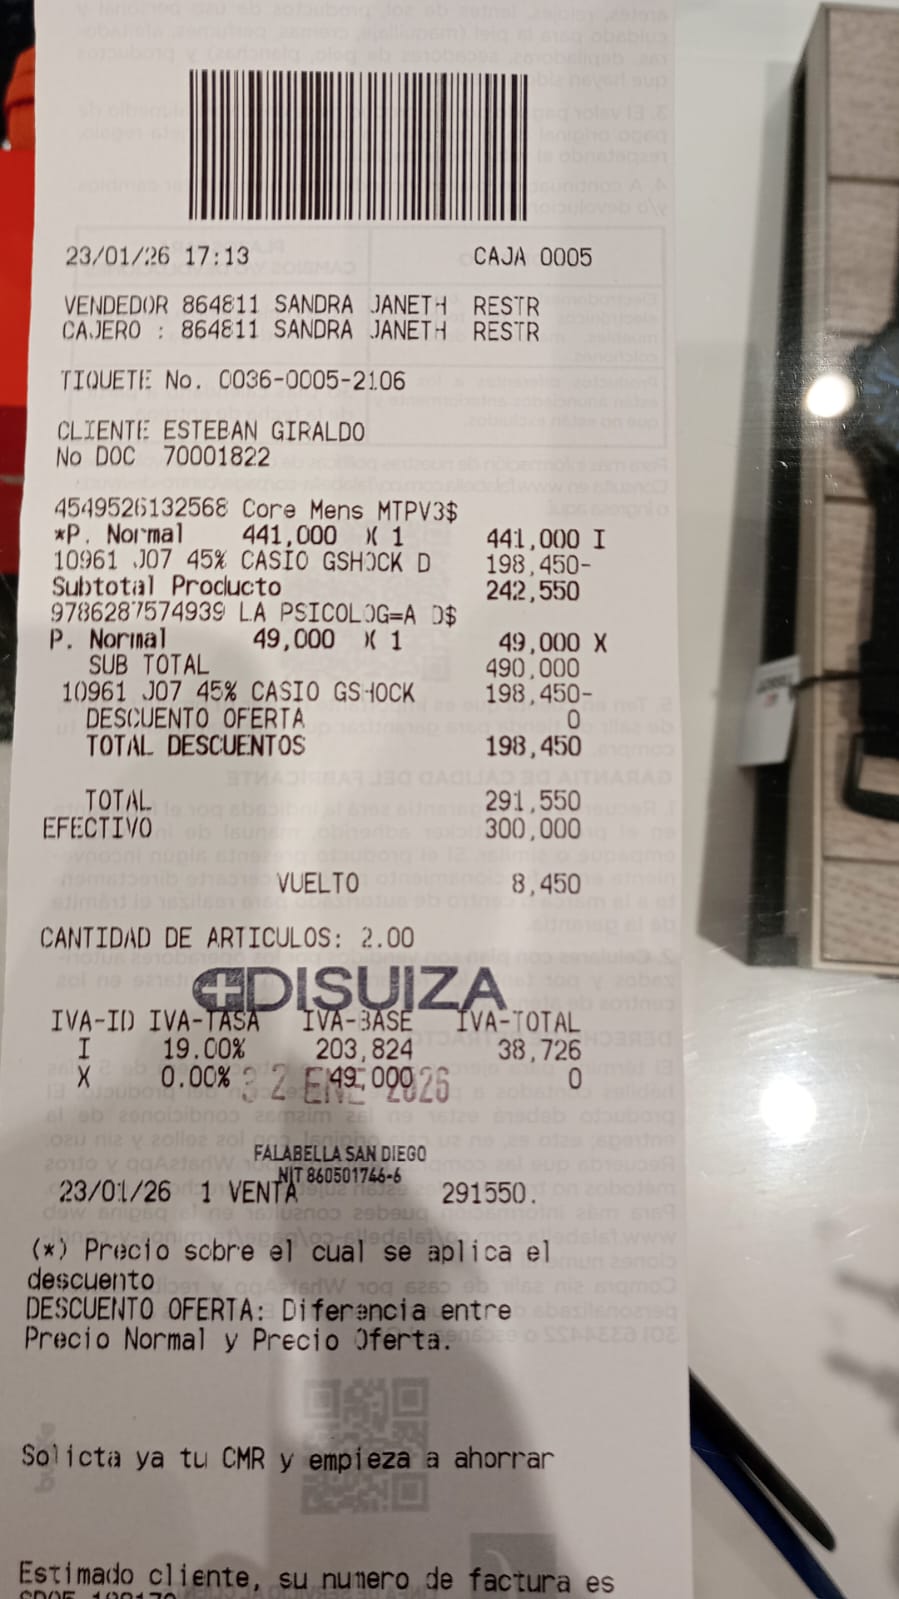 23/01/26 17:13 CAJA 0005
VENDEDOR 864811 SANDRA JANETH RESTR
CAJERO : 864811 SANDRA JANETH RESTR
TIQUETE No. 0036-0005-2106
CLIENTE ESTEBAN GIRALDO
No DOC 70001822
4549526132568 Core Mens MTPV3$
*P. Normal 441,000 X 1 441,000 I
10961 J07 45% CASIO GSHOCK D 198,450-
Subtotal Producto 242,550
9786287574939 LA PSICOLOG=A D$
P. Normal 49,000 X 1 49,000 X
SUB TOTAL 490,000
10961 J07 45% CASIO GSHOCK 198,450-
DESCUENTO OFERTA 0
TOTAL DESCUENTOS 198,450
TOTAL 291,550
EFECTIVO 300,000
VUELTO 8,450
CANTIDAD DE ARTICULOS: 2.00
DISUIZA
IVA-ID IVA-TASA IVA-BASE IVA-TOTAL
I 19.00% 203,824 38,726
X 0.00% 49,000 0
ENE 2026
FALABELLA SAN DIEGO
NIT 860501746-6
23/01/26 1 VENTA 291550.
(*) Precio sobre el cual se aplica el
descuento
DESCUENTO OFERTA: Diferencia entre
Precio Normal y Precio Oferta.
Solicta ya tu CMR y empieza a ahorrar
Estimado cliente, su numero de factura es